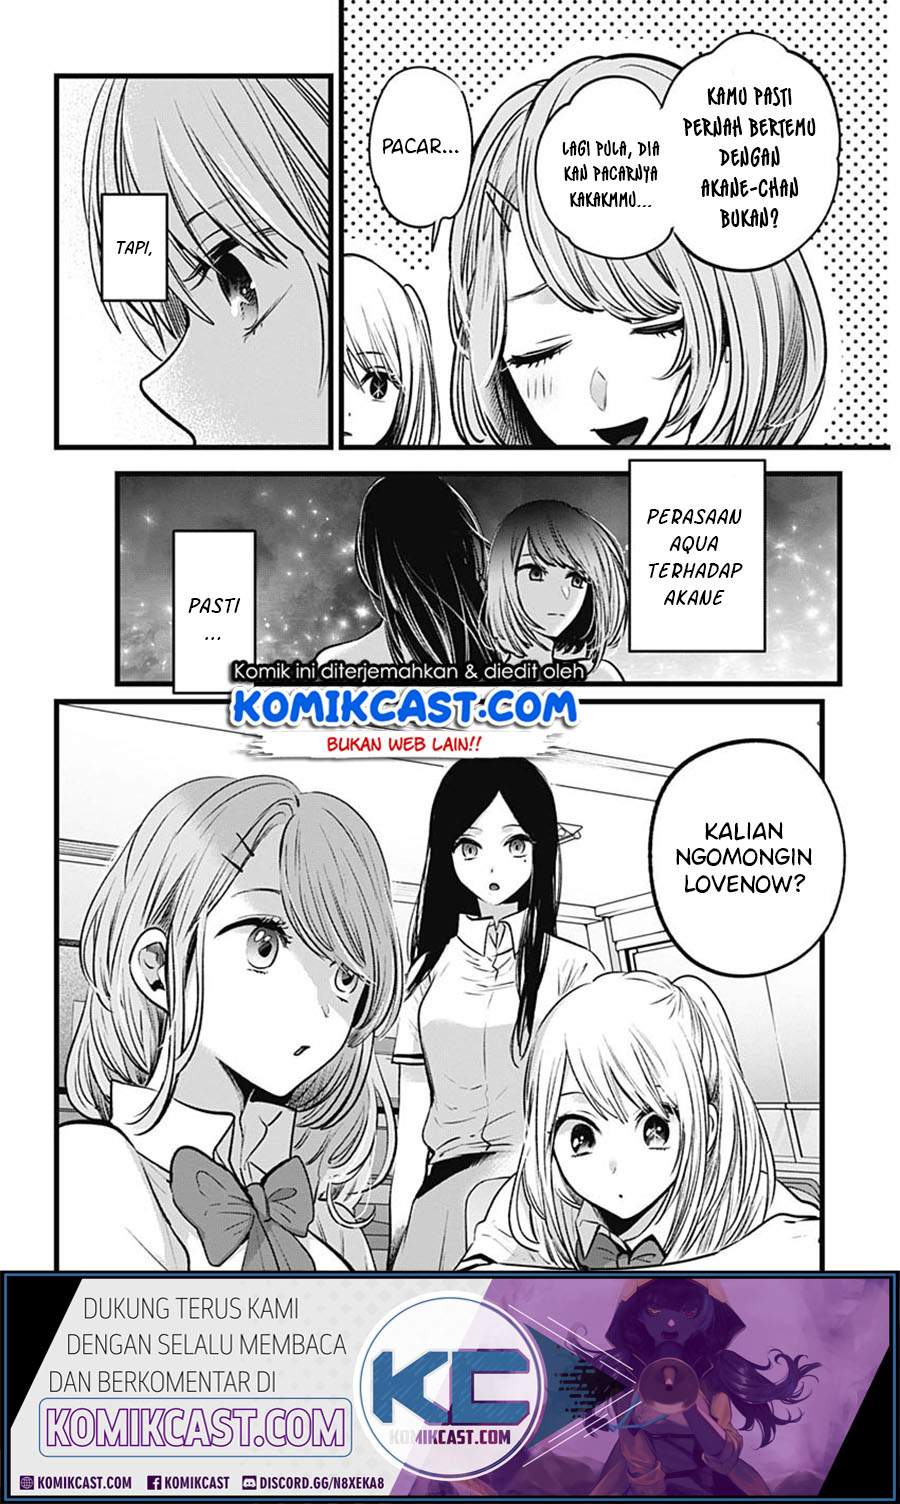 KAMU PASTI
PERNAH BERTEMU
DENGAN
AKANE-CHAN
BUKAN?
LAGI PULA, DIA
KAN PACARNYA
KAKAKMMU...
PACAR...
TAPI,
PERASAAN
AQUA
TERHADAP
AKANE
PASTI
...
Komik ini diterjemahkan & diedit oleh
KOMIKCAST.COM
BUKAN WEB LAIN!!
KALIAN
NGOMONGIN
LOVENOW?
DUKUNG TERUS KAMI
DENGAN SELALU MEMBACA
DAN BERKOMENTAR DI
KOMIKCAST.COM
KC
KOMIKCAST.COM
KOMIKCAST.COM
KOMIKCAST
DISCORD.GG/N8XEKA8